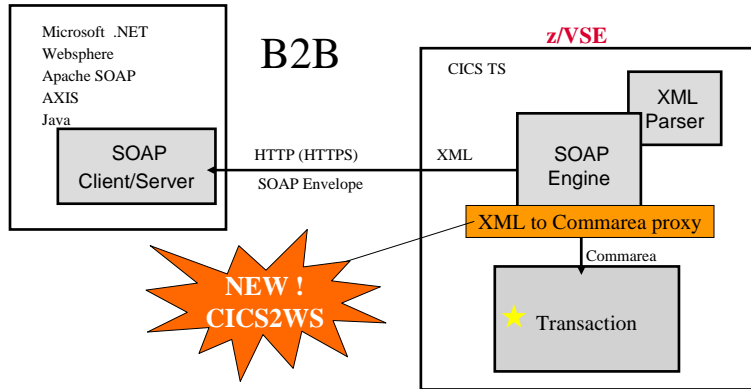 Microsoft .NET
Websphere
Apache SOAP
AXIS
Java
SOAP
Client/Server
B2B
HTTP (HTTPS)
SOAP Envelope
z/VSE
CICS TS
XML
XML
Parser
SOAP
Engine
XML to Commarea proxy
Commarea
NEW !
CICS2WS
Transaction